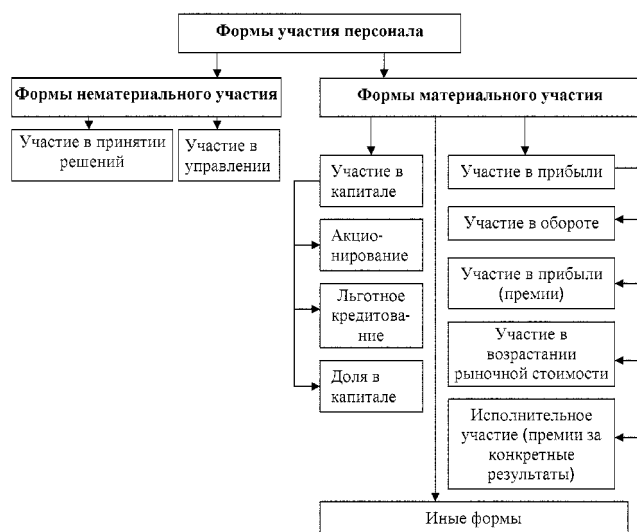 Формы участия персонала
Формы нематериального участия
Формы материального участия
Участие в принятии
решений
Участие в
управлении
Участие в
капитале
Акцио-
нирование
Льготное
кредитова-
ние
Доля в
капитале
Участие в прибыли
Участие в обороте
Участие в прибыли
(премии)
Участие в
возрастании
рыночной стоимости
Исполнительное
участие (премии за
конкретные
результаты)
Иные формы